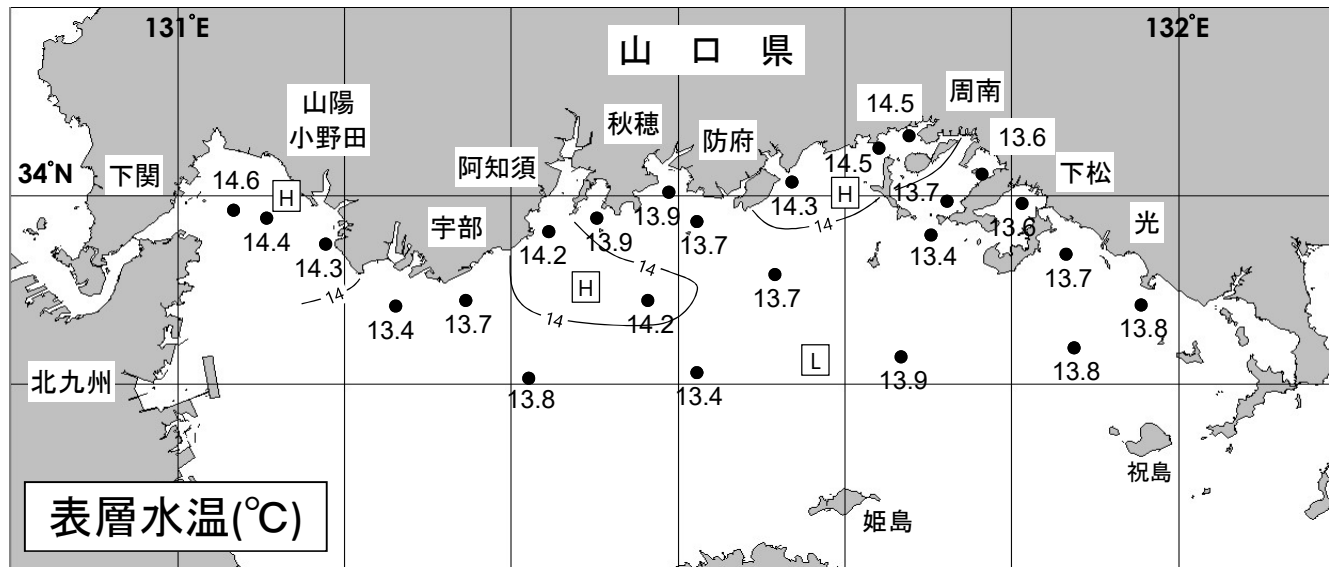 131°E
132°E
山口県
14.5
周南
山陽
小野田
秋穂
防府
13.6
阿知須
14.5
下松
34°N
下関
14.6
H
14.3
H
13.7
13.9
14.4
宇部
14.2
13.9
13.7
14
13.4
13.6
光
14.3
14
14
13.7
H
13.7
14.2
14
13.4
13.7
13.8
L
13.9
13.8
北九州
13.8
13.4
祝島
表層水温(℃)
姫島